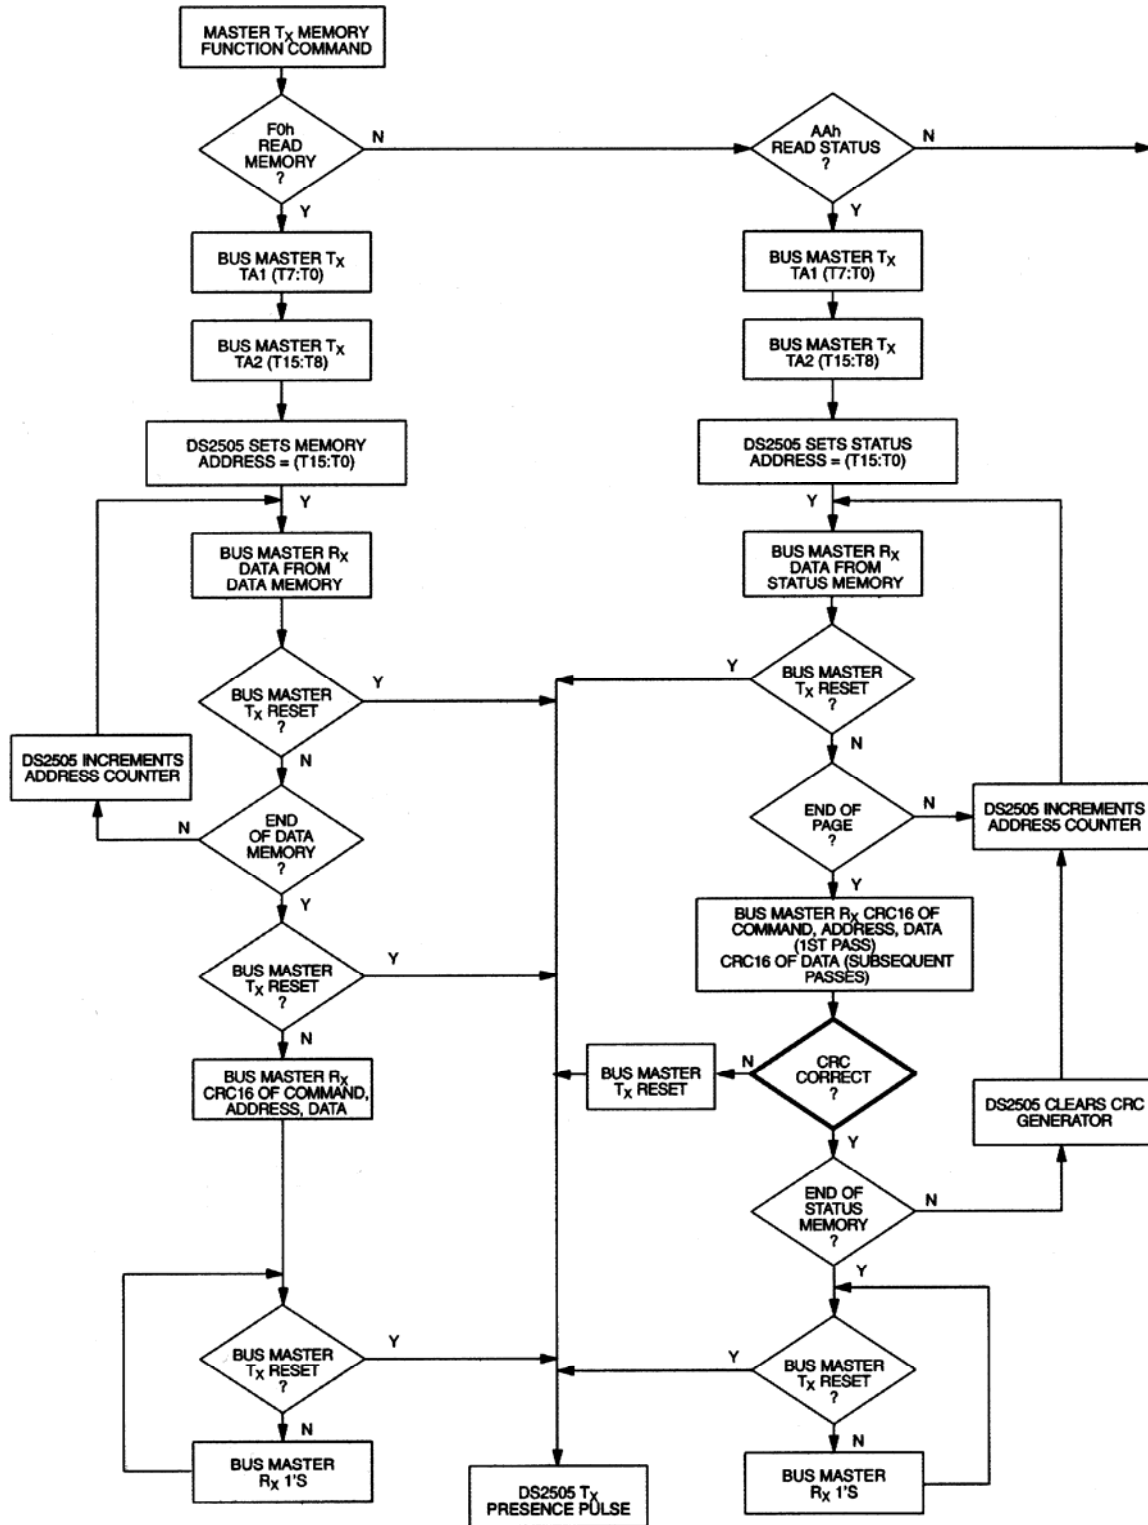 MASTER TX MEMORY
FUNCTION COMMAND
F0h
READ
MEMORY
?
N
Y
AAh
READ STATUS
?
N
Y
BUS MASTER TX
TA1 (T7:T0)
BUS MASTER TX
TA1 (T7:T0)
BUS MASTER TX
TA2 (T15:T8)
BUS MASTER TX
TA2 (T15:T8)
DS2505 SETS MEMORY
ADDRESS = (T15:T0)
DS2505 SETS STATUS
ADDRESS = (T15:T0)
Y
Y
BUS MASTER RX
DATA FROM
DATA MEMORY
BUS MASTER RX
DATA FROM
STATUS MEMORY
BUS MASTER
TX RESET
?
Y
N
BUS MASTER
TX RESET
?
Y
N
DS2505 INCREMENTS
ADDRESS COUNTER
END
OF DATA
MEMORY
?
N
Y
END OF
PAGE
?
N
Y
DS2505 INCREMENTS
ADDRES5 COUNTER
BUS MASTER RX CRC16 OF
COMMAND, ADDRESS, DATA
(1ST PASS)
CRC16 OF DATA (SUBSEQUENT
PASSES)
BUS MASTER
TX RESET
?
Y
N
BUS MASTER RX
CRC16 OF COMMAND,
ADDRESS, DATA
BUS MASTER
TX RESET
N
CRC
CORRECT
?
Y
DS2505 CLEARS CRC
GENERATOR
END OF
STATUS
MEMORY
?
N
Y
BUS MASTER
TX RESET
?
Y
N
BUS MASTER
TX RESET
?
Y
N
BUS MASTER
RX 1'S
DS2505 TX
PRESENCE PULSE
BUS MASTER
RX 1'S